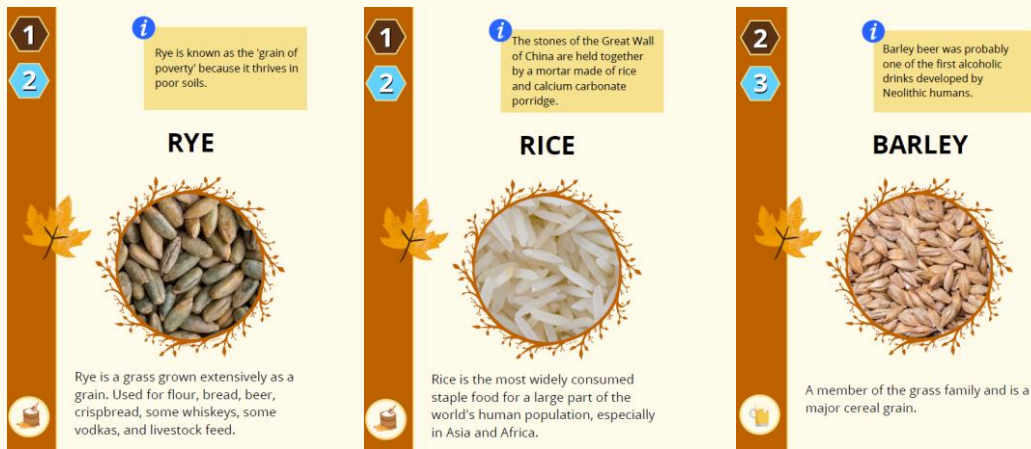 1
2
i
Rye is known as the 'grain of
poverty' because it thrives in
poor soils.
RYE
Rye is a grass grown extensively as a
grain. Used for flour, bread, beer,
crispbread, some whiskeys, some
vodkas, and livestock feed.
1
2
i
The stones of the Great Wall
of China are held together
by a mortar made of rice
and calcium carbonate
porridge.
RICE
Rice is the most widely consumed
staple food for a large part of the
world's human population, especially
in Asia and Africa.
2
3
i
Barley beer was probably
one of the first alcoholic
drinks developed by
Neolithic humans.
BARLEY
A member of the grass family and is a
major cereal grain.